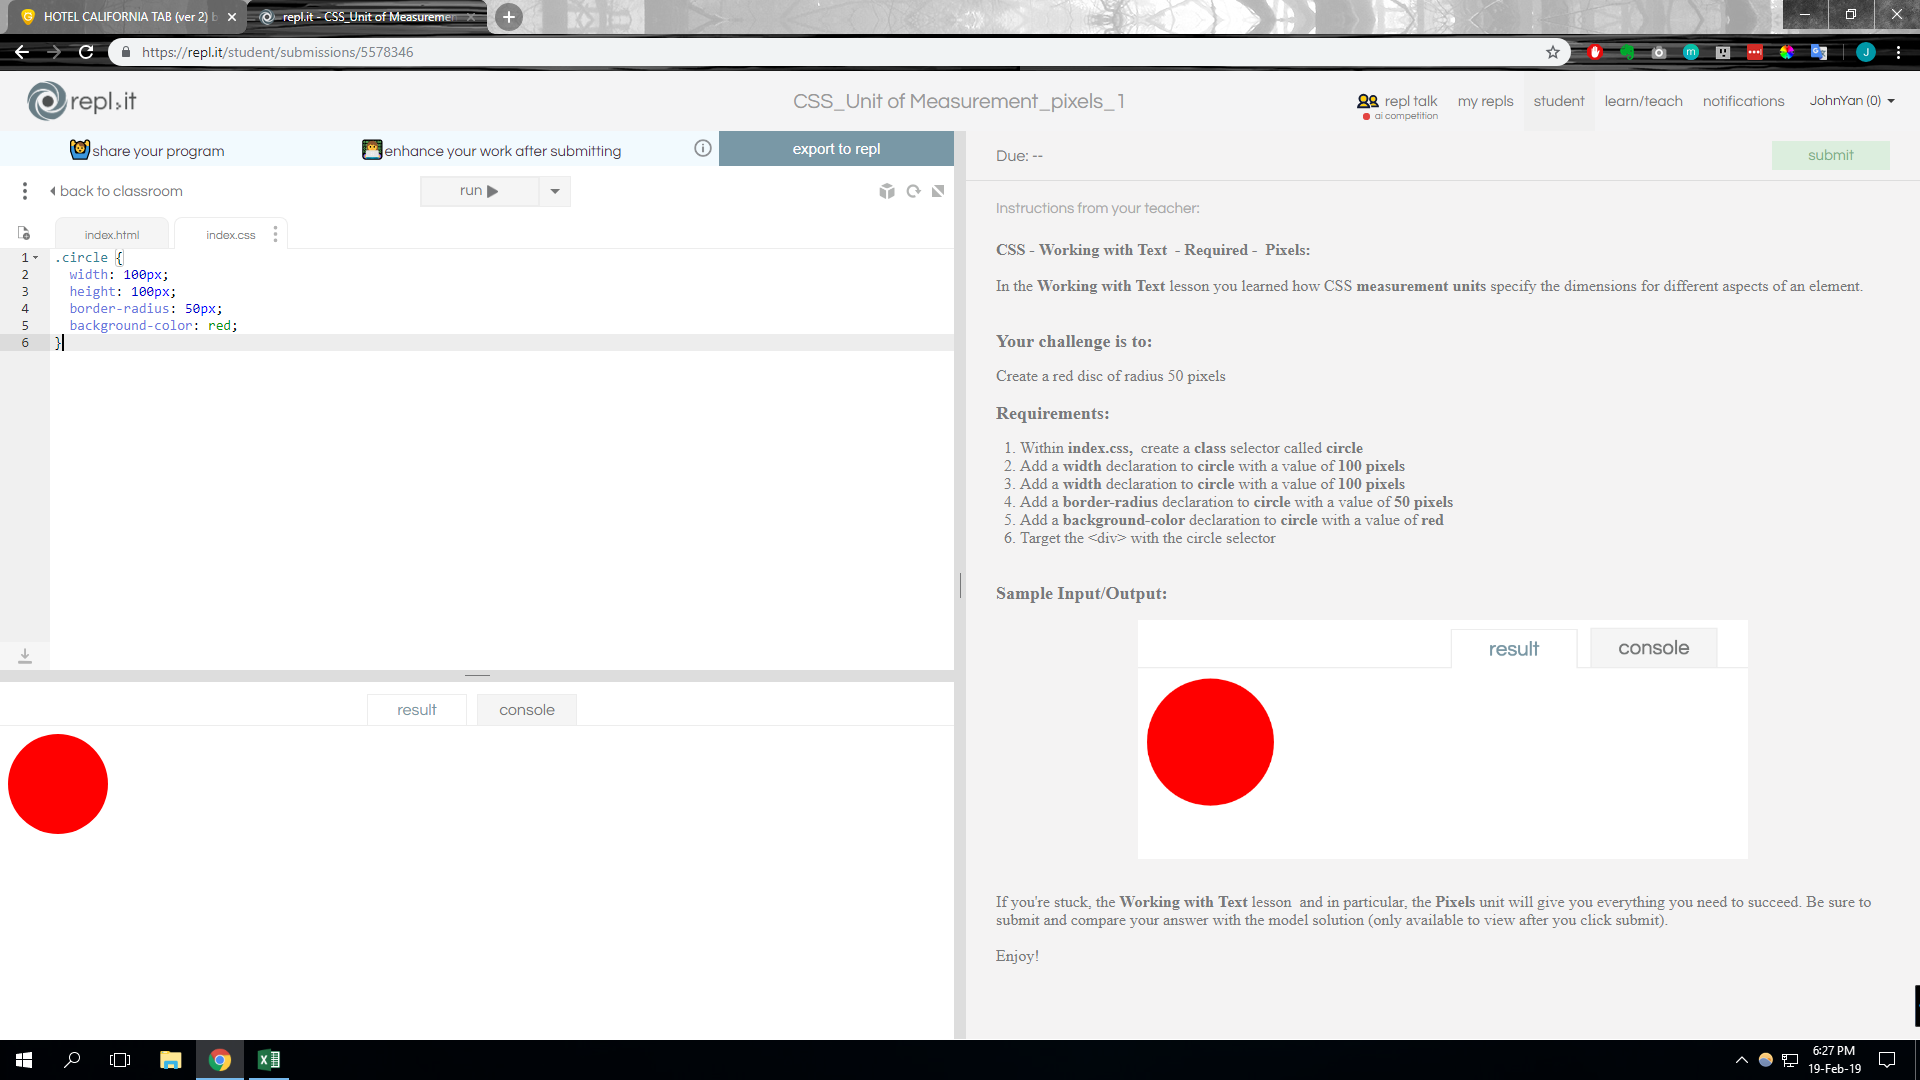 HOTEL CALIFORNIA TAB (ver 2)
repl.it - CSS_Unit of Measuremen
https://repl.it/student/submissions/5578346
repl.it
CSS_Unit of Measurement_pixels_1
repl talk
ai competition
my repls
student
learn/teach
notifications
JohnYan (0)
share your program
enhance your work after submitting
export to repl
back to classroom
run
index.html
index.css
1 .circle {
2 width: 100px;
3 height: 100px;
4 border-radius: 50px;
5 background-color: red;
6 }
result
console
Due: --
submit
Instructions from your teacher:
CSS - Working with Text - Required - Pixels:
In the Working with Text lesson you learned how CSS measurement units specify the dimensions for different aspects of an element.
Your challenge is to:
Create a red disc of radius 50 pixels
Requirements:
1. Within index.css, create a class selector called circle
2. Add a width declaration to circle with a value of 100 pixels
3. Add a width declaration to circle with a value of 100 pixels
4. Add a border-radius declaration to circle with a value of 50 pixels
5. Add a background-color declaration to circle with a value of red
6. Target the <div> with the circle selector
Sample Input/Output:
result
console
If you're stuck, the Working with Text lesson and in particular, the Pixels unit will give you everything you need to succeed. Be sure to
submit and compare your answer with the model solution (only available to view after you click submit).
Enjoy!
6:27 PM
19-Feb-19